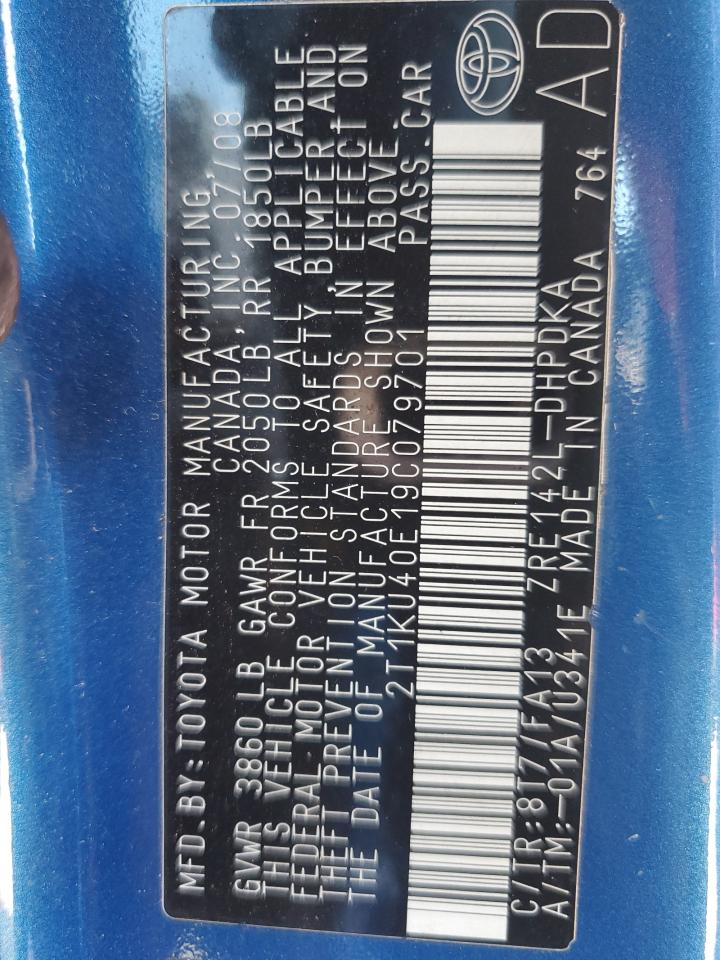 MFD.BY:TOYOTA MOTOR MANUFACTURING
CANADA, INC. 07/08
GVWR 3860LB GAWR FR 2050LB, RR 1850LB
THIS VEHICLE CONFORMS TO ALL APPLICABLE
FEDERAL MOTOR VEHICLE SAFETY, BUMPER, AND
THEFT PREVENTION STANDARDS IN EFFECT ON
THE DATE OF MANUFACTURE SHOWN ABOVE.
2T1KU40E19C079701 PASS.CAR
C/TR:8T7/FA13 ZRE142L-DHPDKA
A/TM:-01A/U341E MADE IN CANADA 764
AD